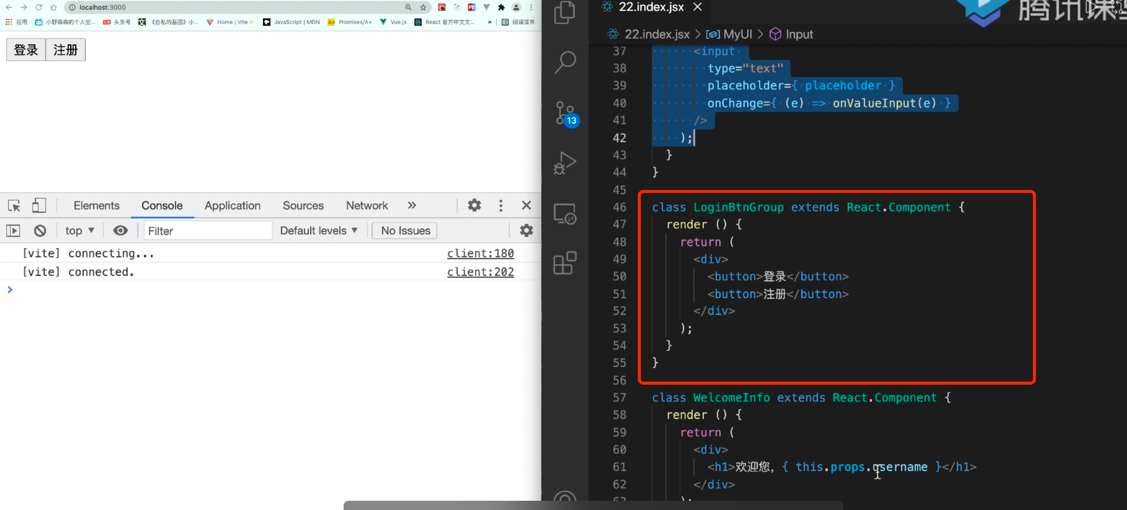 localhost:3000
应用
小野森森的个人空...
头条号
《自私的基因》小...
Home | Vite⚡
JavaScript | MDN
Promises/A+
Vue.js
React 官方中文文...
»
阅读清单
登录 注册
Elements Console Application Sources Network »
top ▼ Filter Default levels ▼ No Issues
[vite] connecting... client:180
[vite] connected. client:202
>
13
22.index.jsx ×
腾讯课堂
22.index.jsx > MyUI > Input
37 <input
38 type="text"
39 placeholder={ placeholder }
40 onChange={ (e) => onValueInput(e) }
41 />
42 );
43 }
44 }
45
46 class LoginBtnGroup extends React.Component {
47 render () {
48 return (
49 <div>
50 <button>登录</button>
51 <button>注册</button>
52 </div>
53 );
54 }
55 }
56
57 class WelcomeInfo extends React.Component {
58 render () {
59 return (
60 <div>
61 <h1>欢迎您, { this.props.username }</h1>
62 </div>
63 );